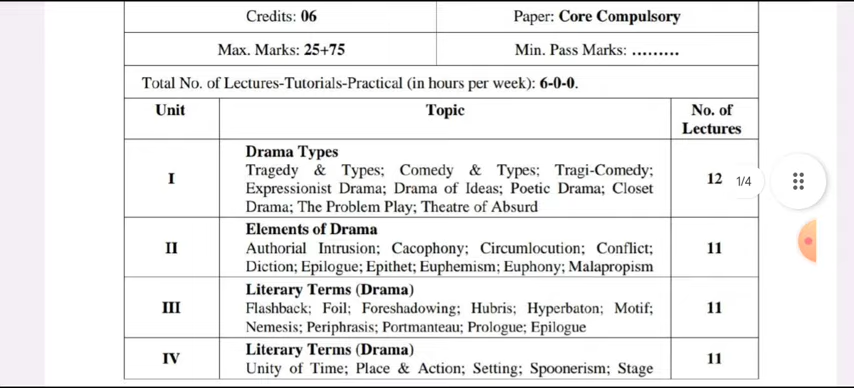 Credits: 06
Paper: Core Compulsory
Max. Marks: 25+75
Min. Pass Marks: .........
Total No. of Lectures-Tutorials-Practical (in hours per week): 6-0-0.
Unit
Topic
No. of
Lectures
I
Drama Types
Tragedy & Types; Comedy & Types; Tragi-Comedy;
Expressionist Drama; Drama of Ideas; Poetic Drama; Closet
Drama; The Problem Play; Theatre of Absurd
12
1/4
II
Elements of Drama
Authorial Intrusion; Cacophony; Circumlocution; Conflict;
Diction; Epilogue; Epithet; Euphemism; Euphony; Malapropism
11
III
Literary Terms (Drama)
Flashback; Foil; Foreshadowing; Hubris; Hyperbaton; Motif;
Nemesis; Periphrasis; Portmanteau; Prologue; Epilogue
11
IV
Literary Terms (Drama)
Unity of Time; Place & Action; Setting; Spoonerism; Stage
11